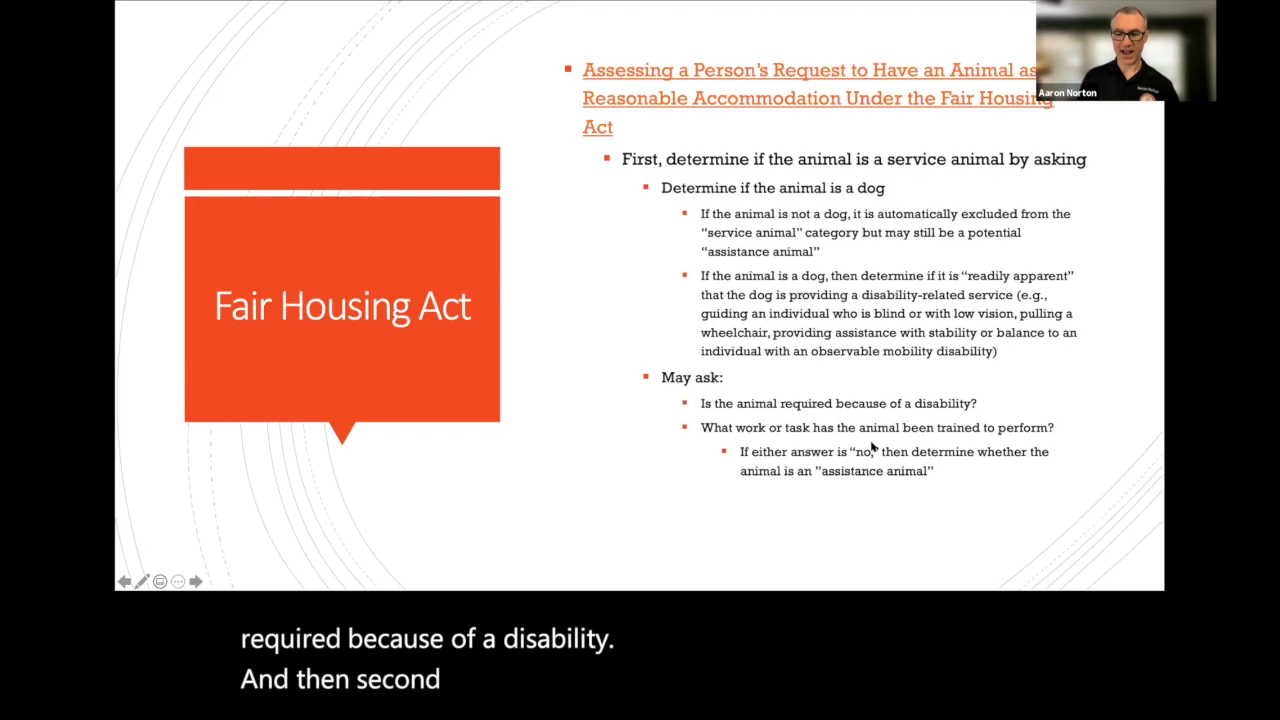 Assessing a Person's Request to Have an Animal as
Reasonable Accommodation Under the Fair Housing
Act
First, determine if the animal is a service animal by asking
Determine if the animal is a dog
If the animal is not a dog, it is automatically excluded from the
“service animal” category but may still be a potential
“assistance animal”
If the animal is a dog, then determine if it is “readily apparent”
that the dog is providing a disability-related service (e.g.,
guiding an individual who is blind or with low vision, pulling a
wheelchair, providing assistance with stability or balance to an
individual with an observable mobility disability)
May ask:
Is the animal required because of a disability?
What work or task has the animal been trained to perform?
If either answer is “no,” then determine whether the
animal is an ”assistance animal”
Fair Housing Act
Aaron Norton
required because of a disability.
And then second